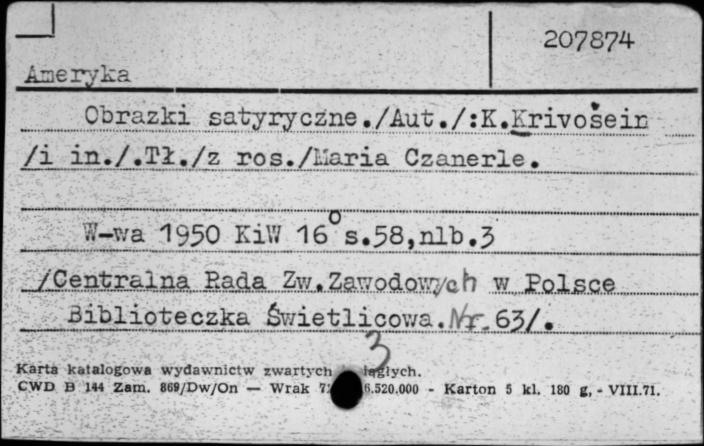 207874
Ameryka
Obrazki satyryczne./Aut./:K.Krivošein
/i in./.Tł./z ros./Maria Czanerle.
W-wa 1950 KiW 16° s.58,nlb.3
/Centralna Rada Zw.Zawodowych w Polsce
Biblioteczka Świetlicowa.Nr.63/.
3
Karta katalogowa wydawnictw zwartych
CWD B 144 Zam. 869/Dw/On — Wrak 6.520.000 - Karton 5 kl. 180 g, - VIII.71.